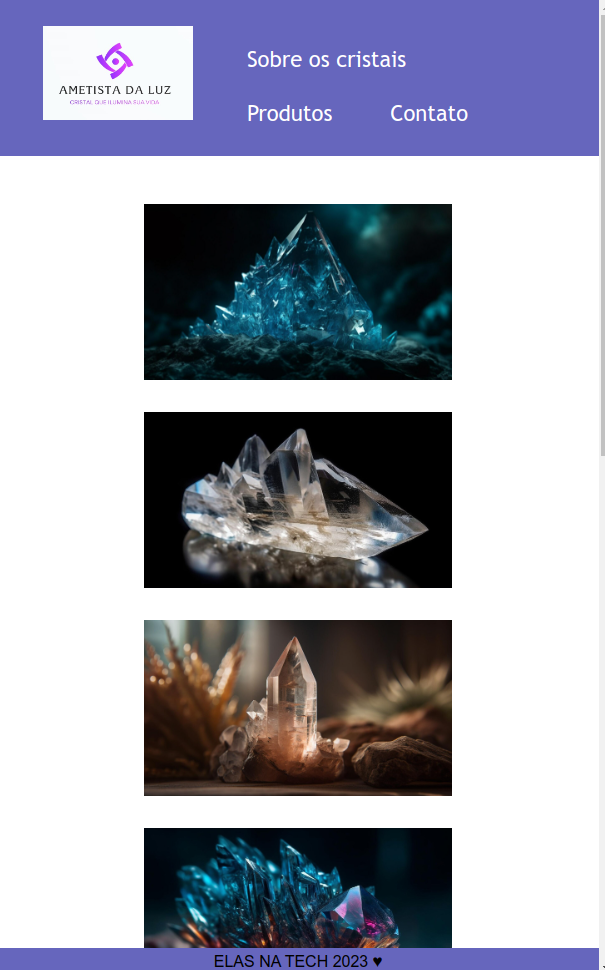 AMETISTA DA LUZ
CRISTAL QUE ILUMINA SUA VIDA
Sobre os cristais
Produtos Contato
ELAS NA TECH 2023 ♥